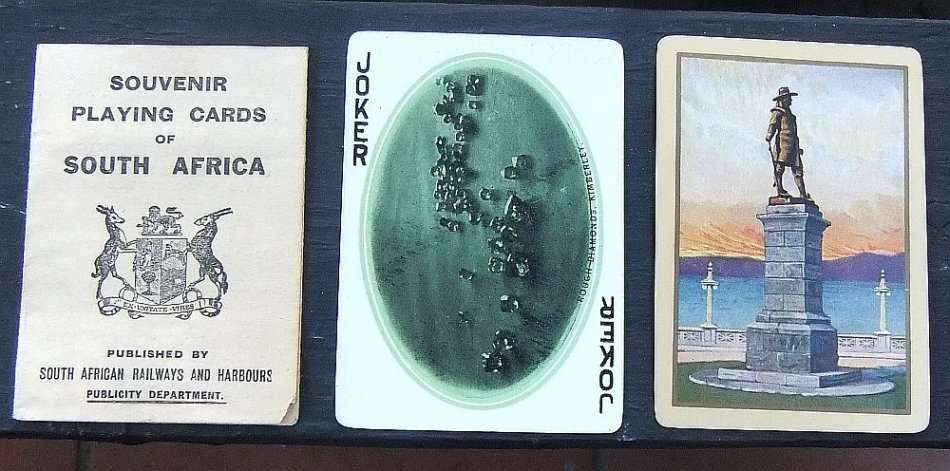 SOUVENIR
PLAYING CARDS
OF
SOUTH AFRICA
EX·UNITATE·VIRES
PUBLISHED BY
SOUTH AFRICAN RAILWAYS AND HARBOURS
PUBLICITY DEPARTMENT.
JOKER
ROUGH DIAMONDS, KIMBERLEY
JOKER